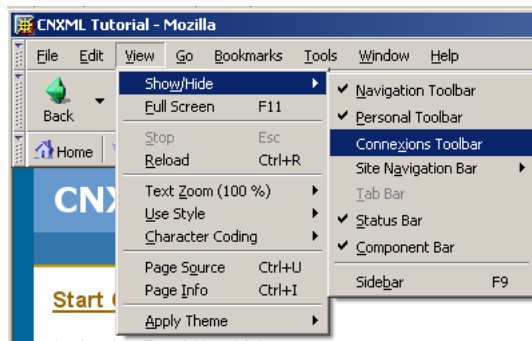 CNXML Tutorial - Mozilla
File Edit View Go Bookmarks Tools Window Help
Back
Home
Show/Hide
Full Screen F11
Stop Esc
Reload Ctrl+R
Text Zoom (100 %)
Use Style
Character Coding
Page Source Ctrl+U
Page Info Ctrl+I
Apply Theme
Navigation Toolbar
Personal Toolbar
Connexions Toolbar
Site Navigation Bar
Tab Bar
Status Bar
Component Bar
Sidebar F9
CNX
Start